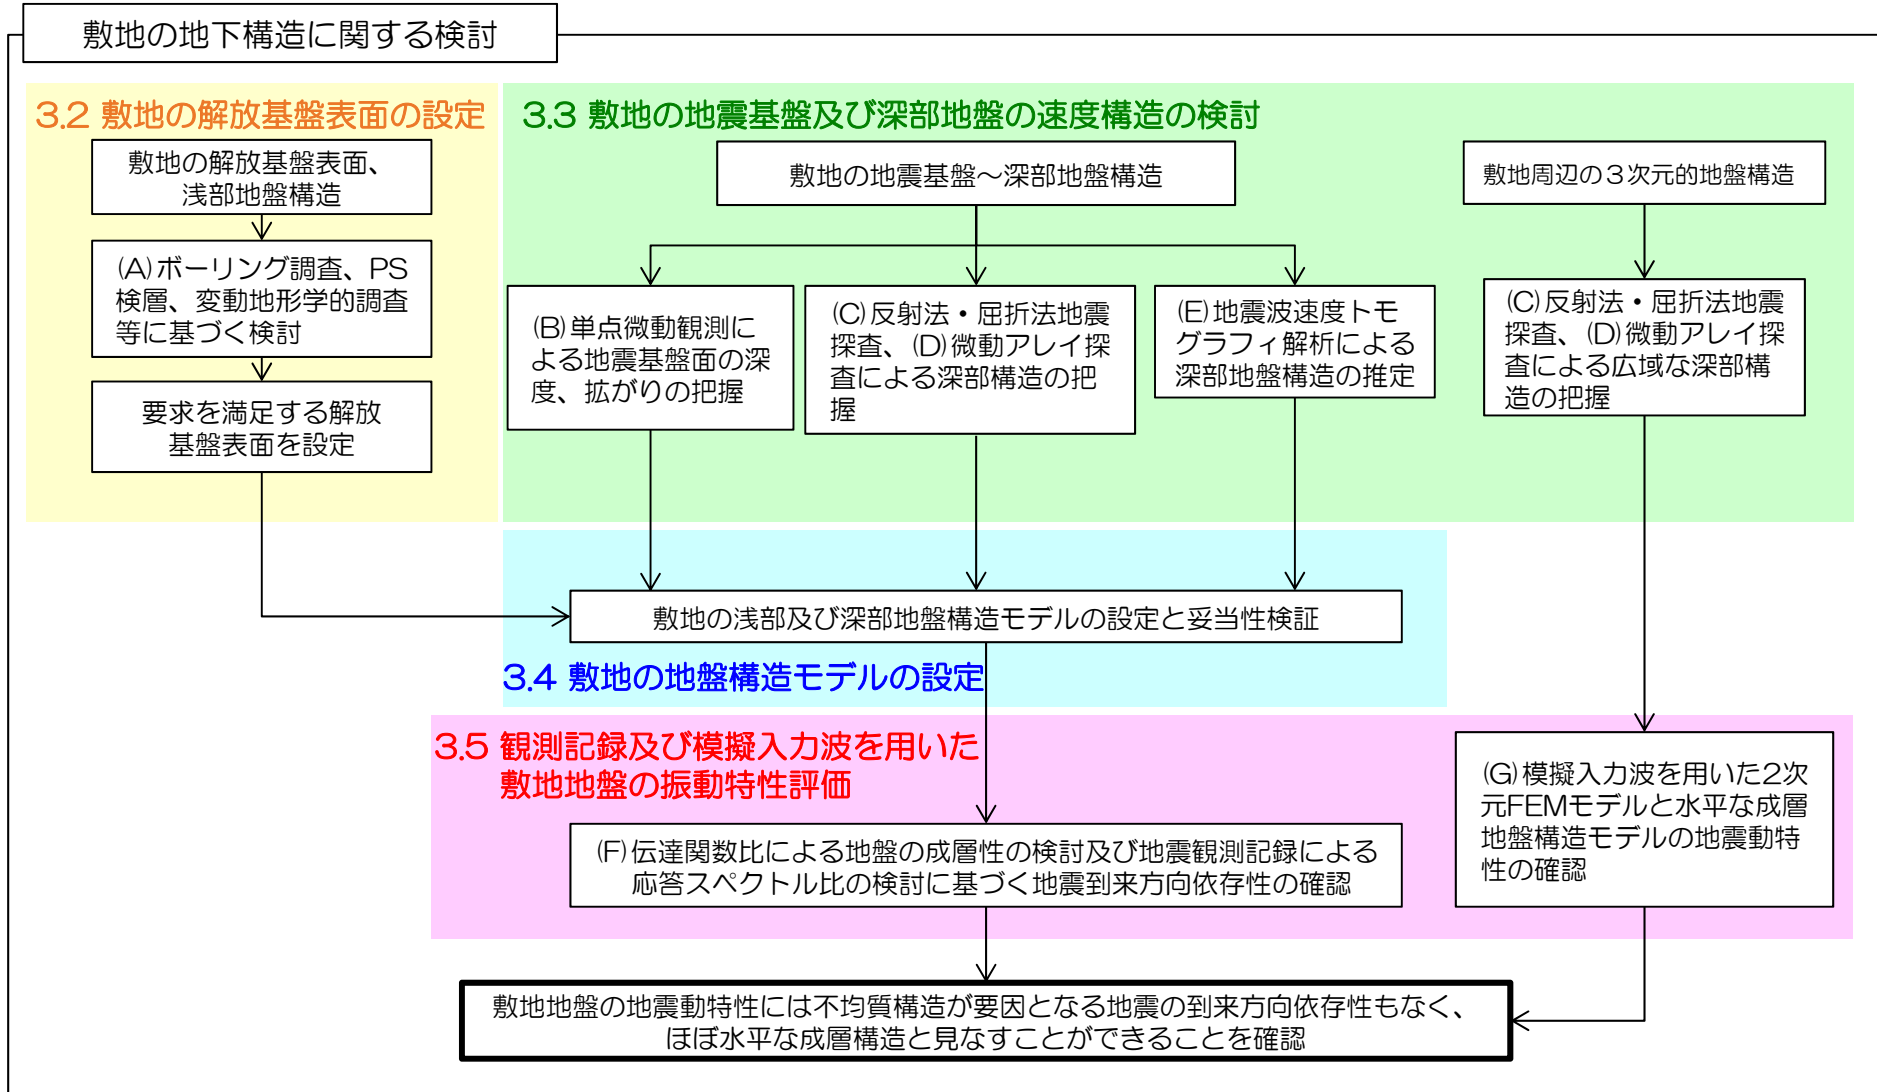 敷地の地下構造に関する検討
3.2 敷地の解放基盤表面の設定
敷地の解放基盤表面、
浅部地盤構造
(A)ボーリング調査、PS
検層、変動地形学的調査
等に基づく検討
要求を満足する解放
基盤表面を設定
3.3 敷地の地震基盤及び深部地盤の速度構造の検討
敷地の地震基盤～深部地盤構造
敷地周辺の３次元的地盤構造
(B)単点微動観測に
よる地震基盤面の深
度、拡がりの把握
(C)反射法・屈折法地震
探査、(D)微動アレイ探
査による深部構造の把
握
(E)地震波速度トモ
グラフィ解析による
深部地盤構造の推定
(C)反射法・屈折法地震
探査、(D)微動アレイ探
査による広域な深部構
造の把握
敷地の浅部及び深部地盤構造モデルの設定と妥当性検証
3.4 敷地の地盤構造モデルの設定
3.5 観測記録及び模擬入力波を用いた
敷地地盤の振動特性評価
(F)伝達関数比による地盤の成層性の検討及び地震観測記録による
応答スペクトル比の検討に基づく地震到来方向依存性の確認
(G)模擬入力波を用いた2次
元FEMモデルと水平な成層
地盤構造モデルの地震動特
性の確認
敷地地盤の地震動特性には不均質構造が要因となる地震の到来方向依存性もなく、
ほぼ水平な成層構造と見なすことができることを確認